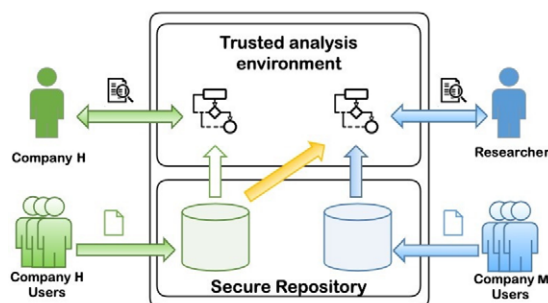 Trusted analysis
environment
Company H
Researcher
Company H
Users
Secure Repository
Company M
Users